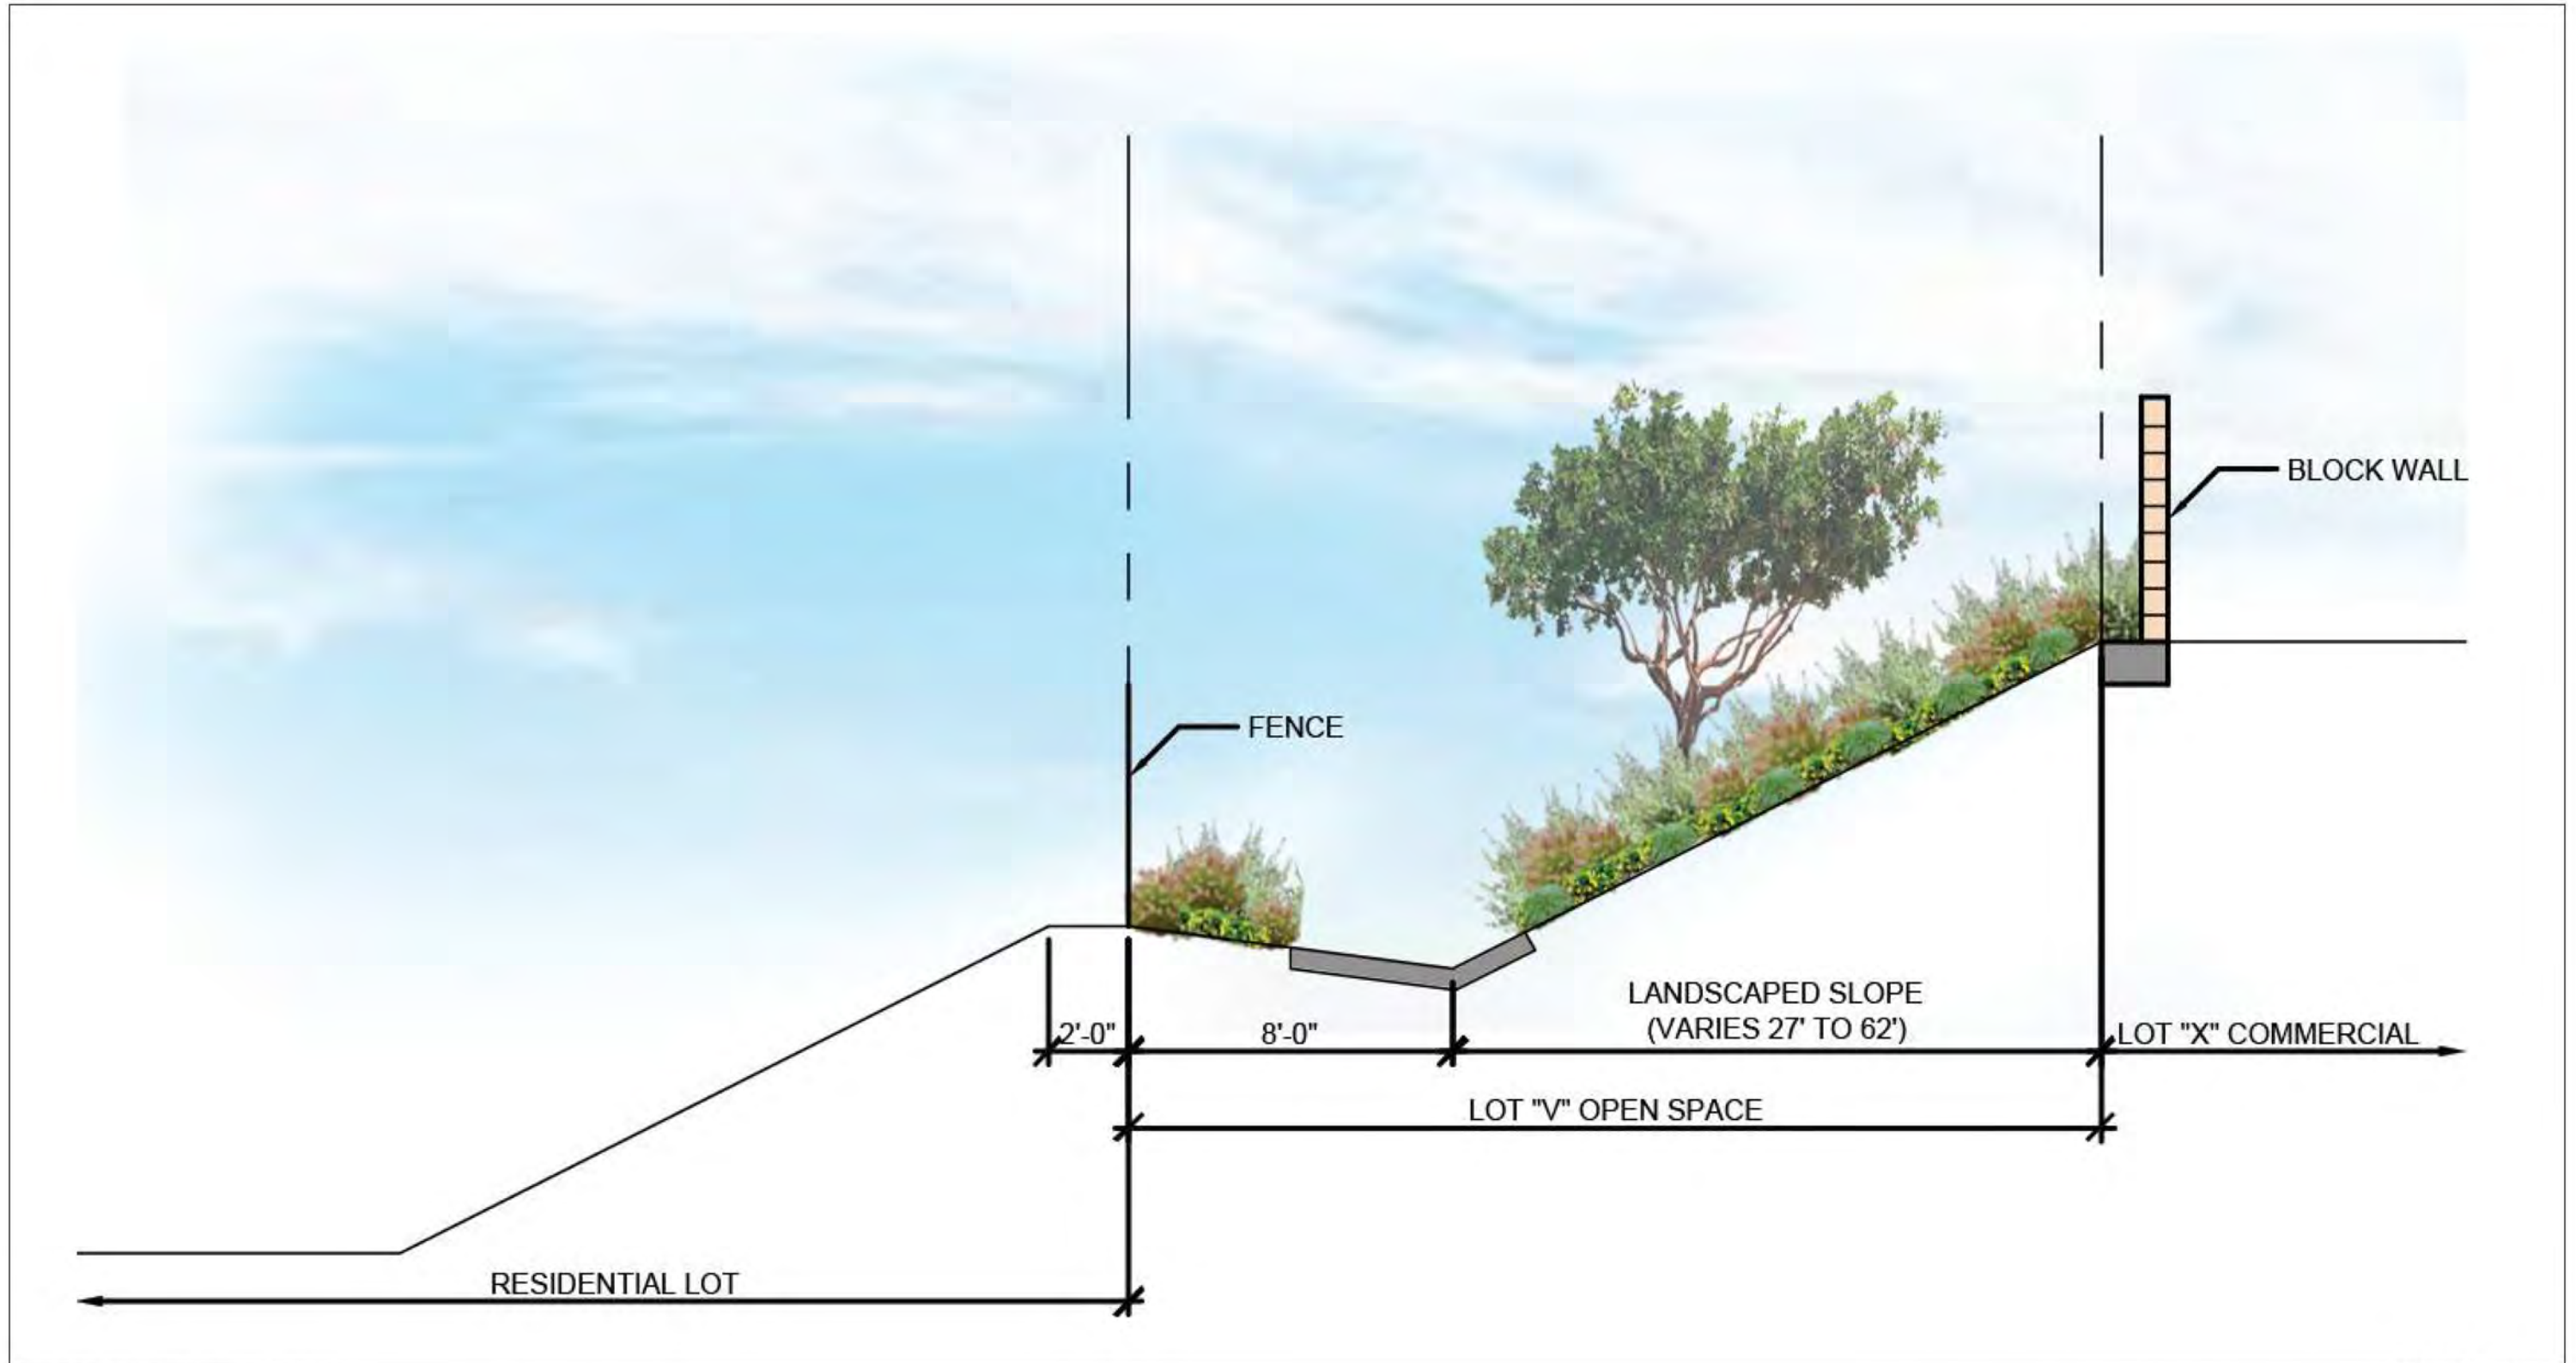 BLOCK WALL
FENCE
LANDSCAPED SLOPE
(VARIES 27' TO 62')
2'-0"
8'-0"
LOT "X" COMMERCIAL
LOT "V" OPEN SPACE
RESIDENTIAL LOT